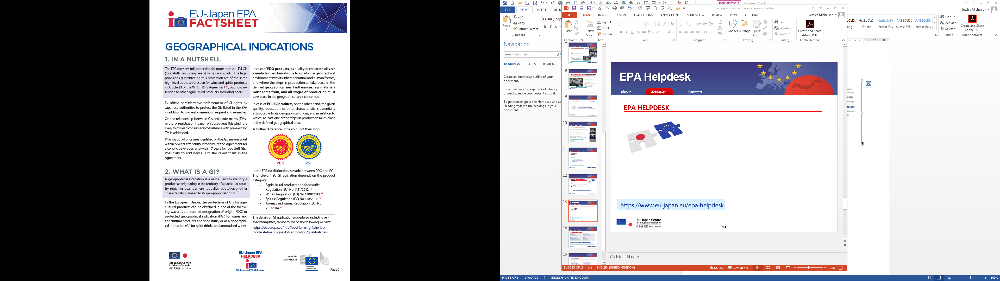 EU-Japan EPA
FACTSHEET
GEOGRAPHICAL INDICATIONS
1. IN A NUTSHELL
The EPA foresees full protection for more than 200 EU GIs
(foodstuffs [including beers], wines and spirits). The legal
provisions guaranteeing this protection are of the same
high level as those foreseen for wine and spirits products
in Article 23 of the WTO TRIPS Agreement [1], but now ex-
tended to other agricultural products, including beers.
Ex officio administrative enforcement of GI rights by
Japanese authorities to protect the GIs listed in the EPA
in addition to civil enforcement on request and remedies.
On the relationship between GIs and trade marks (TMs):
refusal of registration in Japan of subsequent TMs which are
likely to mislead consumers; coexistence with pre-existing
TM is addressed.
Phasing out of prior uses identified on the Japanese market
within 5 years after entry into force of the Agreement for
alcoholic beverages, and within 7 years for foodstuff GIs.
Possibility to add new GIs to the relevant list in the
Agreement.
2. WHAT IS A GI?
A geographical indication is a name used to identify a
product as originating in the territory of a particular coun-
try, region or locality where its quality, reputation or other
characteristic is linked to its geographical origin.[2]
In the European Union, the protection of GIs for agri-
cultural products can be obtained in one of the follow-
ing ways: as a protected designation of origin (PDO) or
protected geographical indication (PGI) for wines and
agricultural products and foodstuffs, or as a geographi-
cal indication (GI) for spirit drinks and aromatized wines.
In case of PDO products, its quality or characteristics are
essentially or exclusively due to a particular geographical
environment with its inherent natural and human factors,
and where the steps in production all take place in the
defined geographical area. Furthermore, raw materials
must come from, and all stages of production must
take place in the geographical area concerned.
In case of PGI/ GI products, on the other hand, the given
quality, reputation, or other characteristic is essentially
attributable to its geographical origin, and in relation to
which, at least one of the steps in production takes place
in the defined geographical area.
A further difference is the colour of their logo:
PROTECTED DESIGNATION OF ORIGIN
PROTECTED GEOGRAPHICAL INDICATION
PDO PGI
In the EPA no distinction is made between PDO and PGI.
The relevant EU GI legislation depends on the product
category:
• Agricultural products and foodstuffs:
Regulation (EU) No 1151/2012 [3]
• Wines: Regulation (EU) No 1308/2013 [4]
• Spirits: Regulation (EC) No 110/2008 [5]
• Aromatised wines: Regulation (EU) No
251/2014 [6]
The details on GI application procedures, including rel-
evant templates, can be found on the following website:
https://ec.europa.eu/info/food-farming-fisheries/
food-safety-and-quality/certification/quality-labels
EU-Japan Centre
for Industrial Cooperation
日欧産業協力センター
EU-Japan EPA
HELPDESK
EU-Japan.eu/EPA-Helpdesk
Under the
supervision of
European
Commission
Page 2
PICTURE TOOLS Document1 - Word
FILE HOME INSERT DESIG
Jessica Michelson
Paste
Cut
Copy
Format Painter
Clipboard
Calibri (Body)
B I U
Navigation
Search document
HEADINGS PAGES RESULTS
Create an interactive outline of your
document.
It's a great way to keep track of where you
or quickly move your content around.
To get started, go to the Home tab and ap
Heading styles to the headings in your
document.
eu-japan-centre-presentation - PowerPoint
FILE HOME INSERT DESIGN TRANSITIONS ANIMATIONS SLIDE SHOW REVIEW VIEW ACROBAT
Jessica Michelson
Paste
New
Slide
Layout
Reset
Section
20
B I U S abc AV Aa A
Shapes Arrange Quick
Styles
Find
Replace
Select
Create and Share
Adobe PDF
Clipboard Slides Font Paragraph Drawing Editing Adobe Acrobat
7
8
9
10
11
12
13
14
15
EPA Helpdesk
About Activities Contacts
EPA HELPDESK
https://www.eu-japan.eu/epa-helpdesk
EU-Japan Centre
for Industrial Cooperation
日欧産業協力センター
13
Click to add notes
SLIDE 13 OF 15 ENGLISH (UNITED KINGDOM) NOTES COMMENTS 91%
AaBbCcDc AaBbCcDc AaBbCcDc AaBbCcDc
ong Quote Intense Q... Subtle Ref... Intense Re...
Find
Replace
Select
Editing
Create and Share
Adobe PDF
Adobe Acrobat
15 17 18
Metals
OLOGY
TONICS
Photonics
PAGE 1 OF 1 0 WORDS ENGLISH (UNITED KINGDOM) 100%